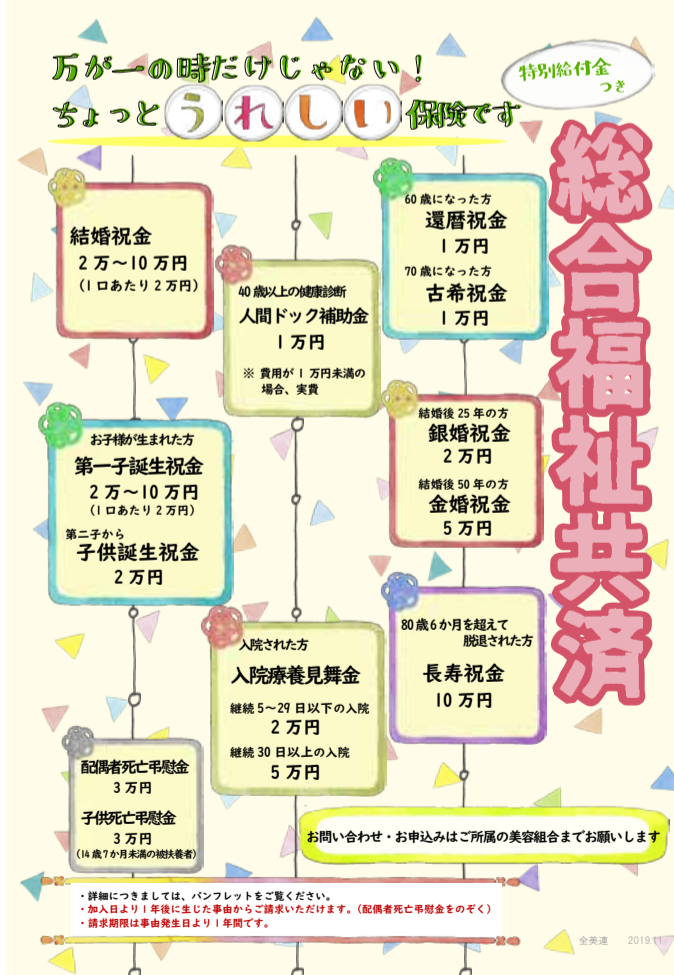 万が一の時だけじゃない！
ちょっとうれしい保険です
特別給付金
つき
総合福祉共済
結婚祝金
2万～10万円
（1口あたり2万円）
40歳以上の健康診断
人間ドック補助金
1万円
※ 費用が1万円未満の
場合、実費
60歳になった方
還暦祝金
1万円
70歳になった方
古希祝金
1万円
お子様が生まれた方
第一子誕生祝金
2万～10万円
（1口あたり2万円）
第二子から
子供誕生祝金
2万円
結婚後25年の方
銀婚祝金
2万円
結婚後50年の方
金婚祝金
5万円
入院された方
入院療養見舞金
継続5～29日以下の入院
2万円
継続30日以上の入院
5万円
80歳6か月を超えて
脱退された方
長寿祝金
10万円
配偶者死亡弔慰金
3万円
子供死亡弔慰金
3万円
（14歳7か月未満の被扶養者）
お問い合わせ・お申込みはご所属の美容組合までお願いします
・詳細につきましては、パンフレットをご覧ください。
・加入日より1年後に生じた事由からご請求いただけます。（配偶者死亡弔慰金をのぞく）
・請求期限は事由発生日より1年間です。
全美連 2019.11